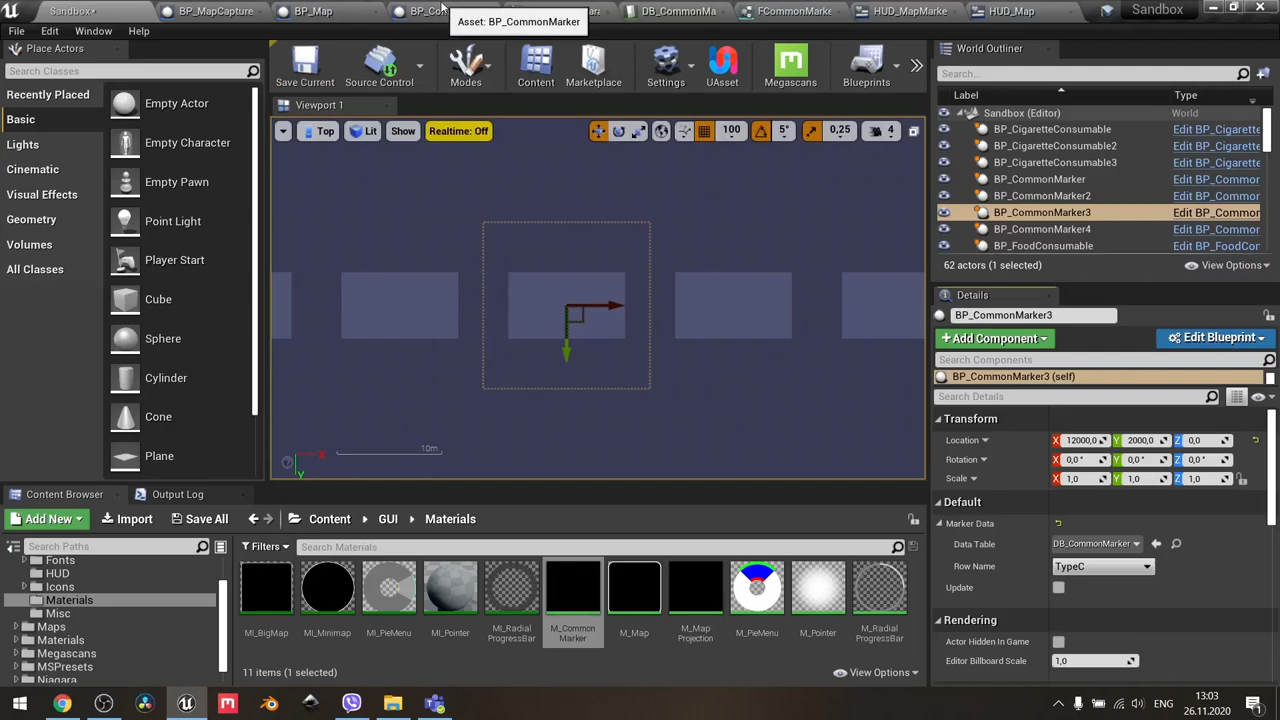 Sandbox*
BP_MapCapture
BP_Map
DB_CommonMa
FCommonMarke
HUD_MapMarke
HUD_Map
Sandbox
Asset: BP_CommonMarker
File Edit Window Help
Place Actors
Search Classes
Recently Placed
Basic
Lights
Cinematic
Visual Effects
Geometry
Volumes
All Classes
Empty Actor
Empty Character
Empty Pawn
Point Light
Player Start
Cube
Sphere
Cylinder
Cone
Plane
Save Current
Source Control
Modes
Content
Marketplace
Settings
UAsset
Megascans
Blueprints
Viewport 1
Top
Lit
Show
Realtime: Off
100
5°
0,25
4
10m
X
Y
World Outliner
Search...
Label Type
Sandbox (Editor) World
BP_CigaretteConsumable Edit BP_Cigarette
BP_CigaretteConsumable2 Edit BP_Cigarette
BP_CigaretteConsumable3 Edit BP_Cigarette
BP_CommonMarker Edit BP_Common
BP_CommonMarker2 Edit BP_Common
BP_CommonMarker3 Edit BP_Common
BP_CommonMarker4 Edit BP_Common
BP_FoodConsumable Edit BP_FoodCon
62 actors (1 selected)
View Options
Details
BP_CommonMarker3
+Add Component
Edit Blueprint
Search Components
BP_CommonMarker3 (self)
Search Details
Transform
Location X 12000,0 Y 2000,0 Z 0,0
Rotation X 0,0 ° Y 0,0 ° Z 0,0 °
Scale X 1,0 Y 1,0 Z 1,0
Default
Marker Data
Data Table DB_CommonMarker
Row Name TypeC
Update
Rendering
Actor Hidden In Game
Editor Billboard Scale 1,0
Content Browser
Output Log
Add New
Import
Save All
Content
GUI
Materials
Search Paths
Filters
Search Materials
Fonts
HUD
Icons
Materials
Misc
Maps
Materials
Megascans
MSPresets
Niagara
MI_BigMap
MI_Minimap
MI_PieMenu
MI_Pointer
MI_Radial
ProgressBar
M_Common
Marker
M_Map
M_Map
Projection
M_PieMenu
M_Pointer
M_Radial
ProgressBar
11 items (1 selected)
View Options
ENG
13:03
26.11.2020